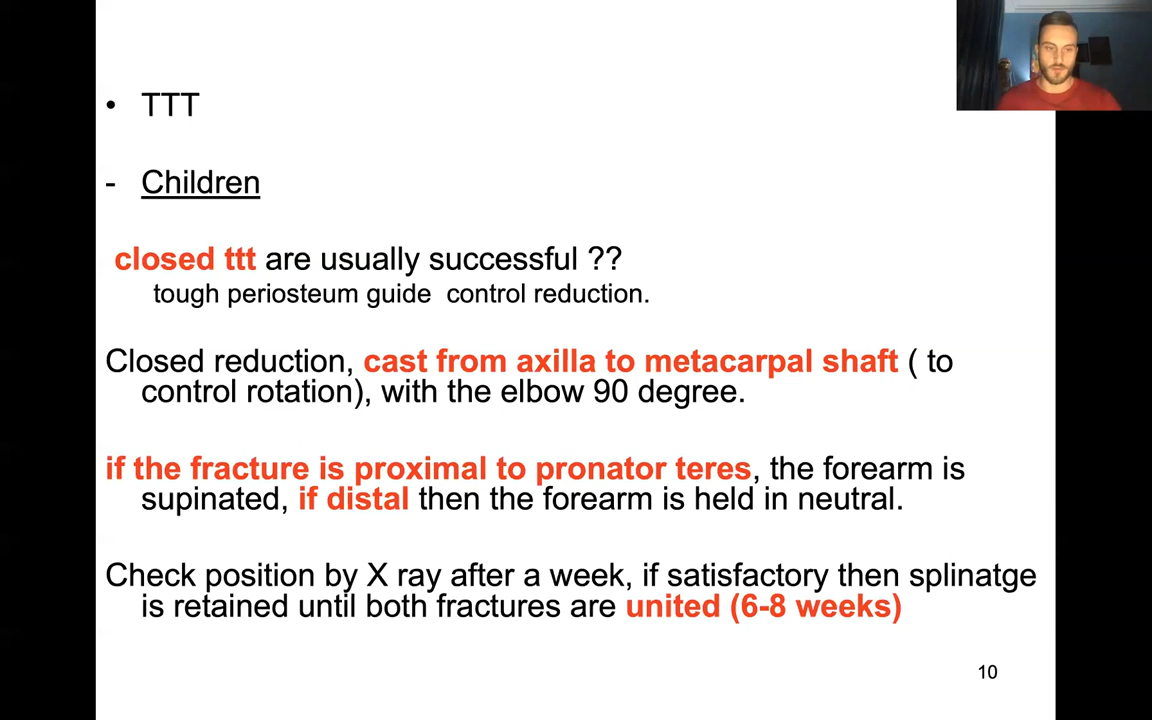 • TTT
- Children
closed ttt are usually successful ??
tough periosteum guide control reduction.
Closed reduction, cast from axilla to metacarpal shaft ( to
control rotation), with the elbow 90 degree.
if the fracture is proximal to pronator teres, the forearm is
supinated, if distal then the forearm is held in neutral.
Check position by X ray after a week, if satisfactory then splinatge
is retained until both fractures are united (6-8 weeks)
10